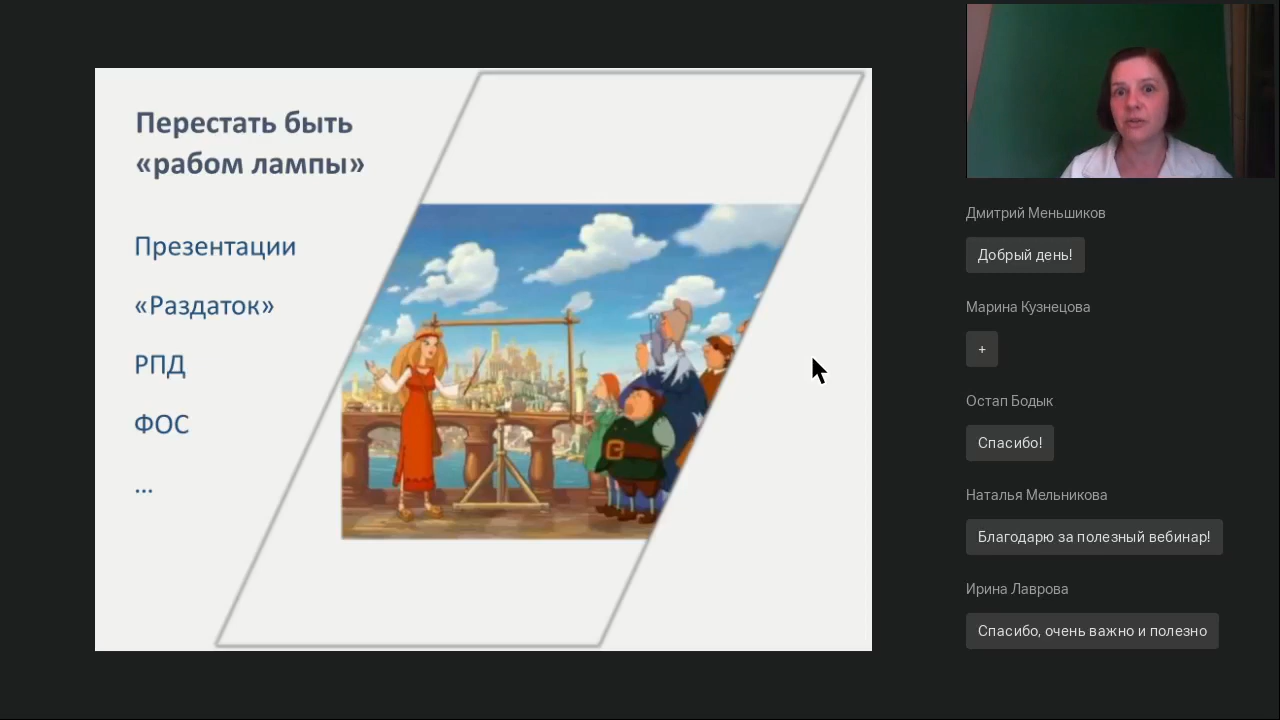 Перестать быть
«рабом лампы»
Презентации
«Раздаток»
РПД
ФОС
...
Дмитрий Меньшиков
Добрый день!
Марина Кузнецова
+
Остап Бодык
Спасибо!
Наталья Мельникова
Благодарю за полезный вебинар!
Ирина Лаврова
Спасибо, очень важно и полезно